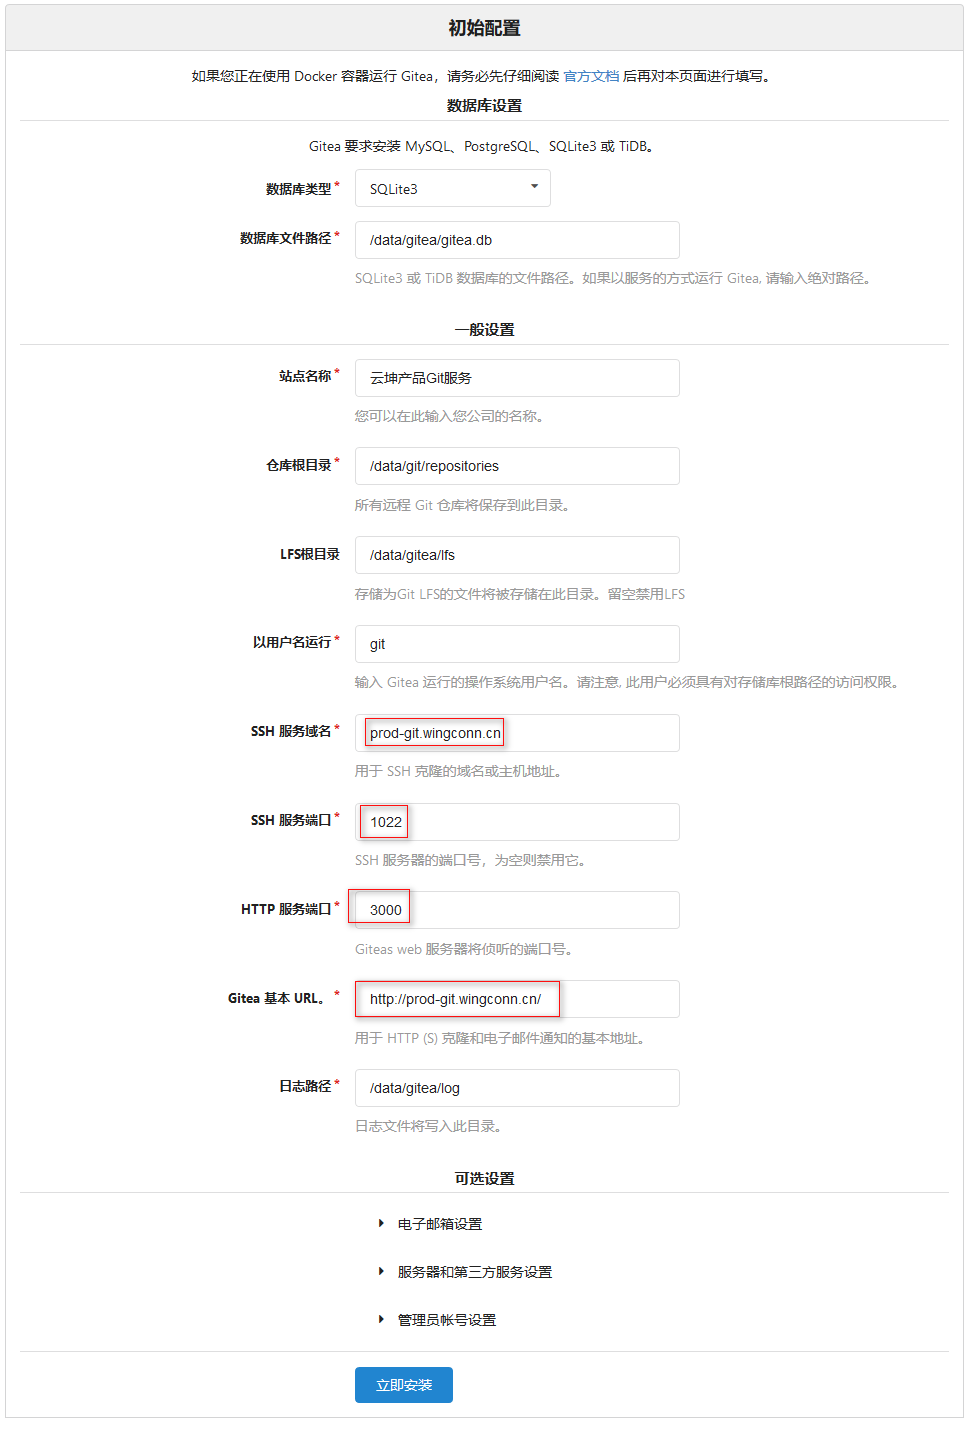 初始配置
如果您正在使用 Docker 容器运行 Gitea，请务必先仔细阅读 官方文档 后再对本页面进行填写。
数据库设置
Gitea 要求安装 MySQL、PostgreSQL、SQLite3 或 TiDB。
数据库类型* SQLite3
数据库文件路径* /data/gitea/gitea.db
SQLite3 或 TiDB 数据库的文件路径。如果以服务的方式运行 Gitea, 请输入绝对路径。
一般设置
站点名称* 云坤产品Git服务
您可以在此输入您公司的名称。
仓库根目录* /data/git/repositories
所有远程 Git 仓库将保存到此目录。
LFS根目录 /data/gitea/lfs
存储为Git LFS的文件将被存储在此目录。留空禁用LFS
以用户名运行* git
输入 Gitea 运行的操作系统用户名。请注意, 此用户必须具有对存储库根路径的访问权限。
SSH 服务域名* prod-git.wingconn.cn
用于 SSH 克隆的域名或主机地址。
SSH 服务端口* 1022
SSH 服务器的端口号，为空则禁用它。
HTTP 服务端口* 3000
Giteas web 服务器将侦听的端口号。
Gitea 基本 URL。* http://prod-git.wingconn.cn/
用于 HTTP (S) 克隆和电子邮件通知的基本地址。
日志路径* /data/gitea/log
日志文件将写入此目录。
可选设置
电子邮箱设置
服务器和第三方服务设置
管理员帐号设置
立即安装